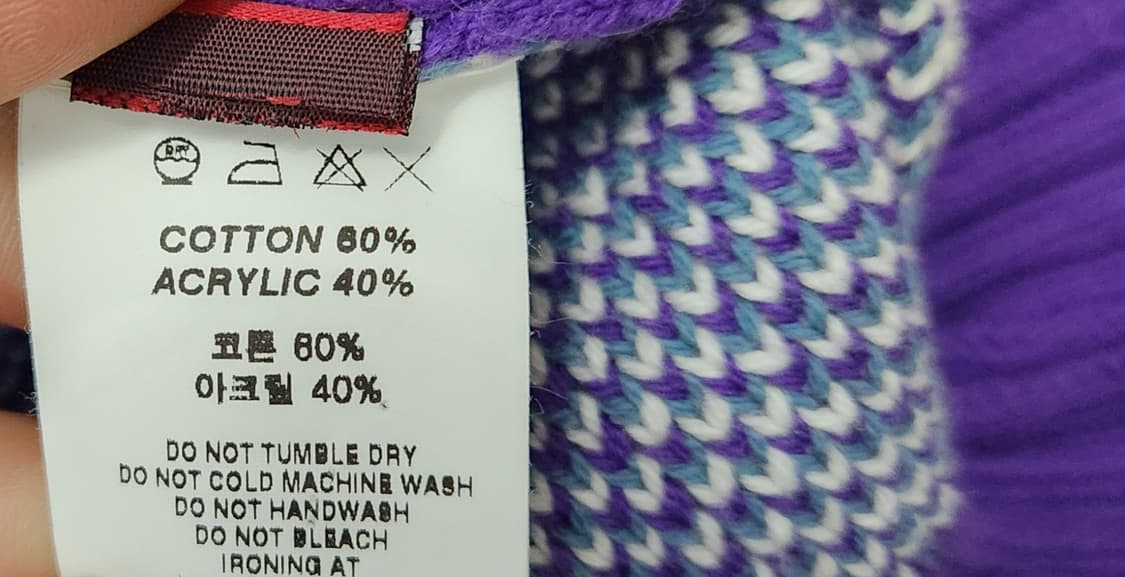 DRY
COTTON 60%
ACRYLIC 40%
코튼 60%
아크릴 40%
DO NOT TUMBLE DRY
DO NOT COLD MACHINE WASH
DO NOT HANDWASH
DO NOT BLEACH
IRONING AT